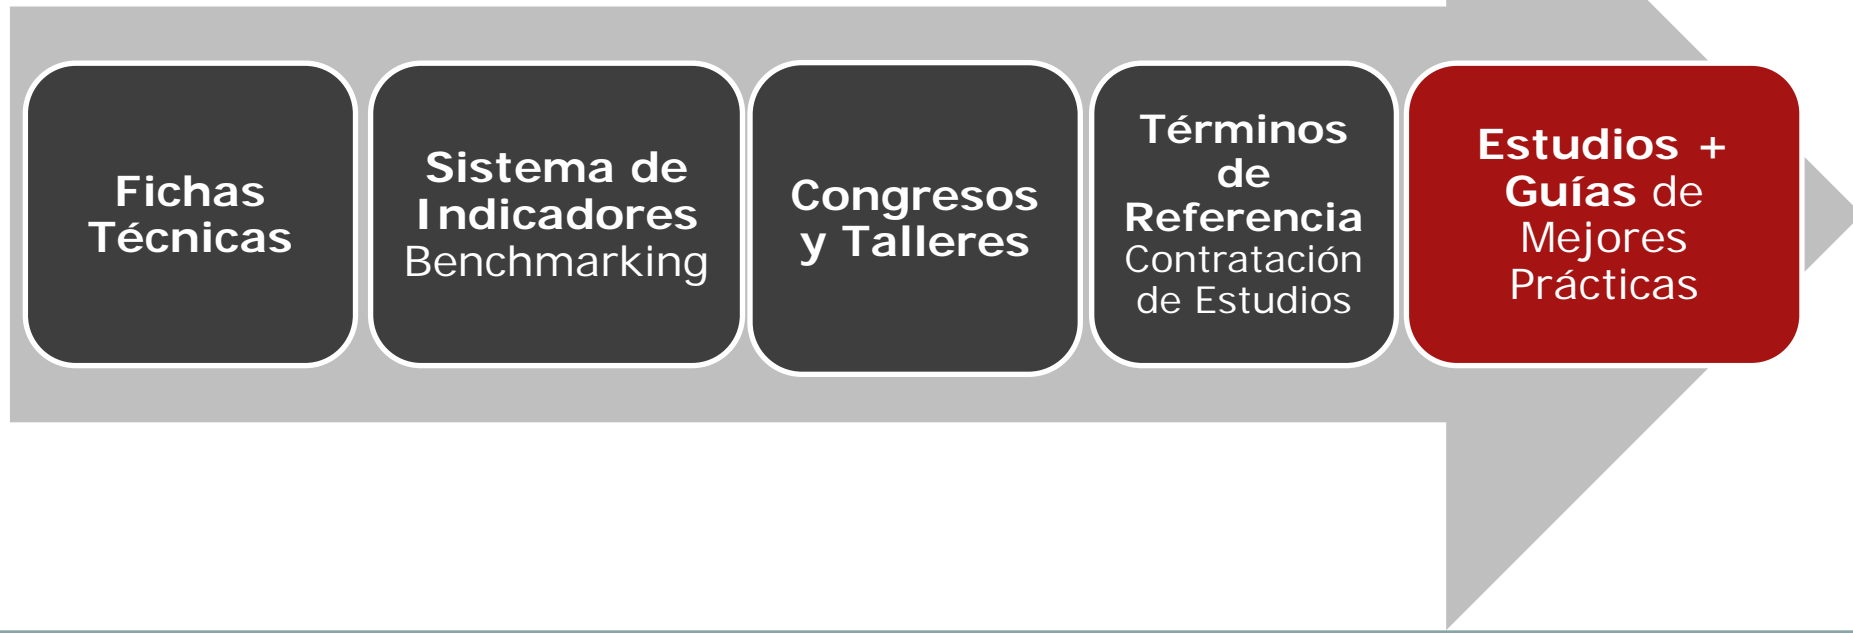 Fichas
Técnicas
Sistema de
Indicadores
Benchmarking
Congresos
y Talleres
Términos
de
Referencia
Contratación
de Estudios
Estudios +
Guías de
Mejores
Prácticas